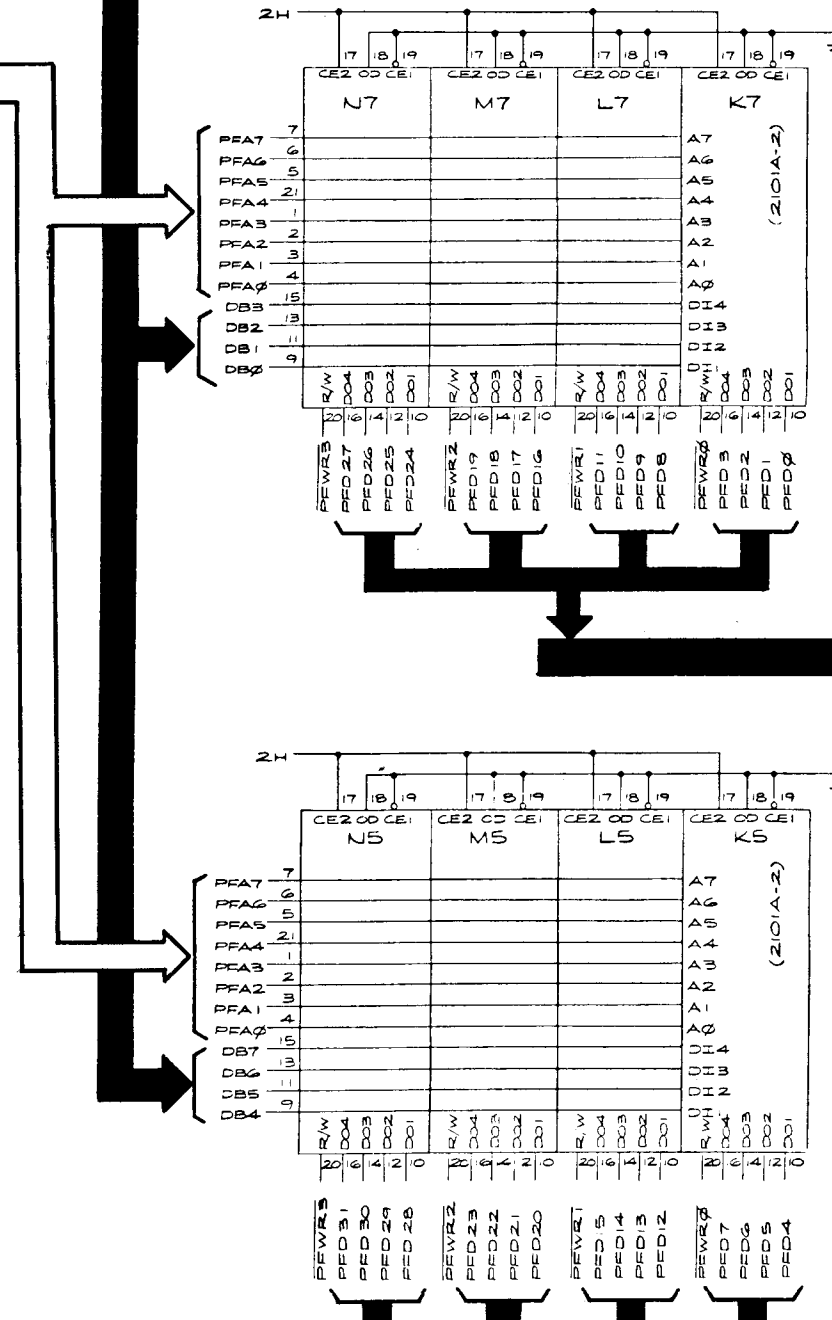 2H
17 18 19 17 18 19 17 18 19 17 18 19
CE2 OD CE1 CE2 OD CE1 CE2 OD CE1 CE2 OD CE1
N7 M7 L7 K7
(2101A-2)
PFA7 7 A7
PFA6 6 A6
PFA5 5 A5
PFA4 21 A4
PFA3 1 A3
PFA2 2 A2
PFA1 3 A1
PFAØ 4 AØ
DB3 15 DI4
DB2 13 DI3
DB1 11 DI2
DBØ 9 DI1
R/W DO4 DO3 DO2 DO1 R/W DO4 DO3 DO2 DO1 R/W DO4 DO3 DO2 DO1 R/W DO4 DO3 DO2 DO1
20 16 14 12 10 20 16 14 12 10 20 16 14 12 10 20 16 14 12 10
PFWR3 PFD27 PFD26 PFD25 PFD24 PFWR2 PFD19 PFD18 PFD17 PFD16 PFWR1 PFD11 PFD10 PFD9 PFD8 PFWRØ PFD3 PFD2 PFD1 PFDØ
2H
17 18 19 17 18 19 17 18 19 17 18 19
CE2 OD CE1 CE2 OD CE1 CE2 OD CE1 CE2 OD CE1
N5 M5 L5 K5
(2101A-2)
PFA7 7 A7
PFA6 6 A6
PFA5 5 A5
PFA4 21 A4
PFA3 1 A3
PFA2 2 A2
PFA1 3 A1
PFAØ 4 AØ
DB7 15 DI4
DB6 13 DI3
DB5 11 DI2
DB4 9 DI1
R/W DO4 DO3 DO2 DO1 R/W DO4 DO3 DO2 DO1 R/W DO4 DO3 DO2 DO1 R/W DO4 DO3 DO2 DO1
20 16 14 12 10 20 16 14 12 10 20 16 14 12 10 20 16 14 12 10
PFWR3 PFD31 PFD30 PFD29 PFD28 PFWR2 PFD23 PFD22 PFD21 PFD20 PFWR1 PFD15 PFD14 PFD13 PFD12 PFWRØ PFD7 PFD6 PFD5 PFD4